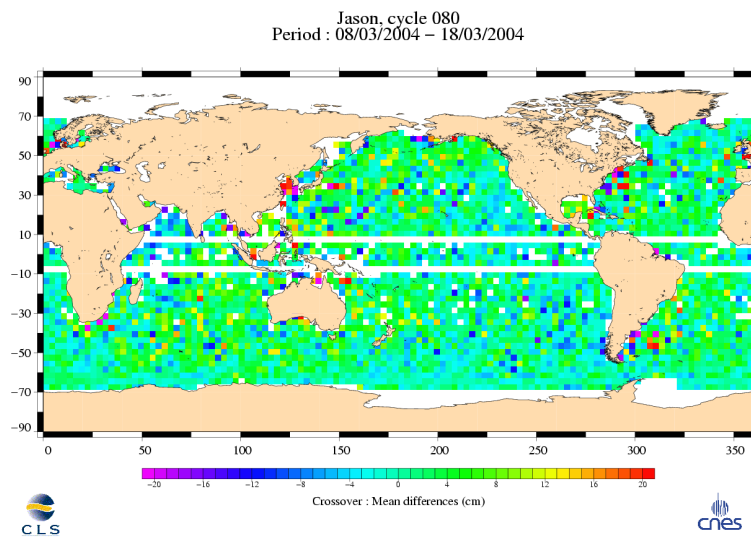 Jason, cycle 080
Period : 08/03/2004 − 18/03/2004
90
70
50
30
10
−10
−30
−50
−70
−90
0 50 100 150 200 250 300 350
−20 −16 −12 −8 −4 0 4 8 12 16 20
Crossover : Mean differences (cm)
CLS
cnes